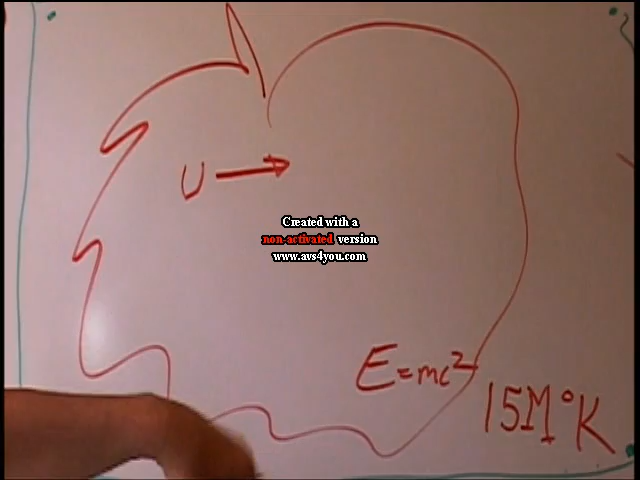 U →
Created with a
non-activated version
www.avs4you.com
E=mc²
15M°K